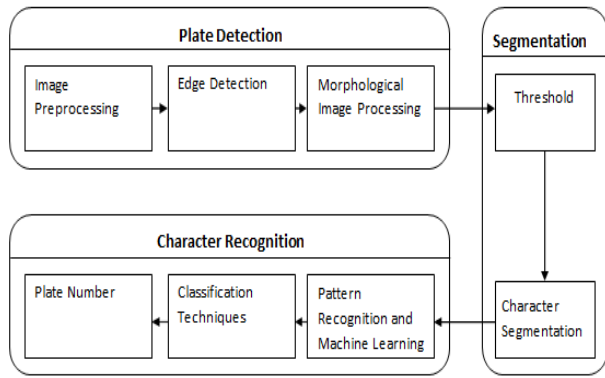 Plate Detection
Image
Preprocessing
Edge Detection
Morphological
Image Processing
Segmentation
Threshold
Character
Segmentation
Character Recognition
Plate Number
Classification
Techniques
Pattern
Recognition and
Machine Learning